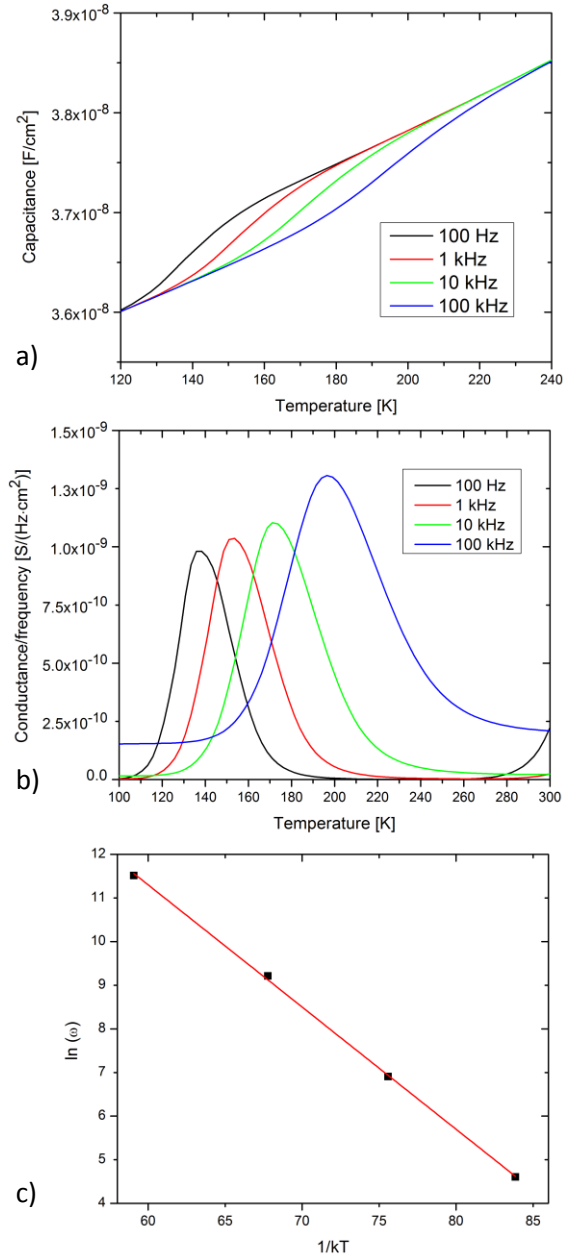 3.9x10⁻⁸
3.8x10⁻⁸
3.7x10⁻⁸
3.6x10⁻⁸
Capacitance [F/cm²]
100 Hz
1 kHz
10 kHz
100 kHz
a)
120 140 160 180 200 220 240
Temperature [K]
1.5x10⁻⁹
1.3x10⁻⁹
1.0x10⁻⁹
7.5x10⁻¹⁰
5.0x10⁻¹⁰
2.5x10⁻¹⁰
0.0
Conductance/frequency [S/(Hz·cm²)]
100 Hz
1 kHz
10 kHz
100 kHz
b)
100 120 140 160 180 200 220 240 260 280 300
Temperature [K]
12
11
10
9
8
7
6
5
4
ln (ω)
c)
60 65 70 75 80 85
1/kT